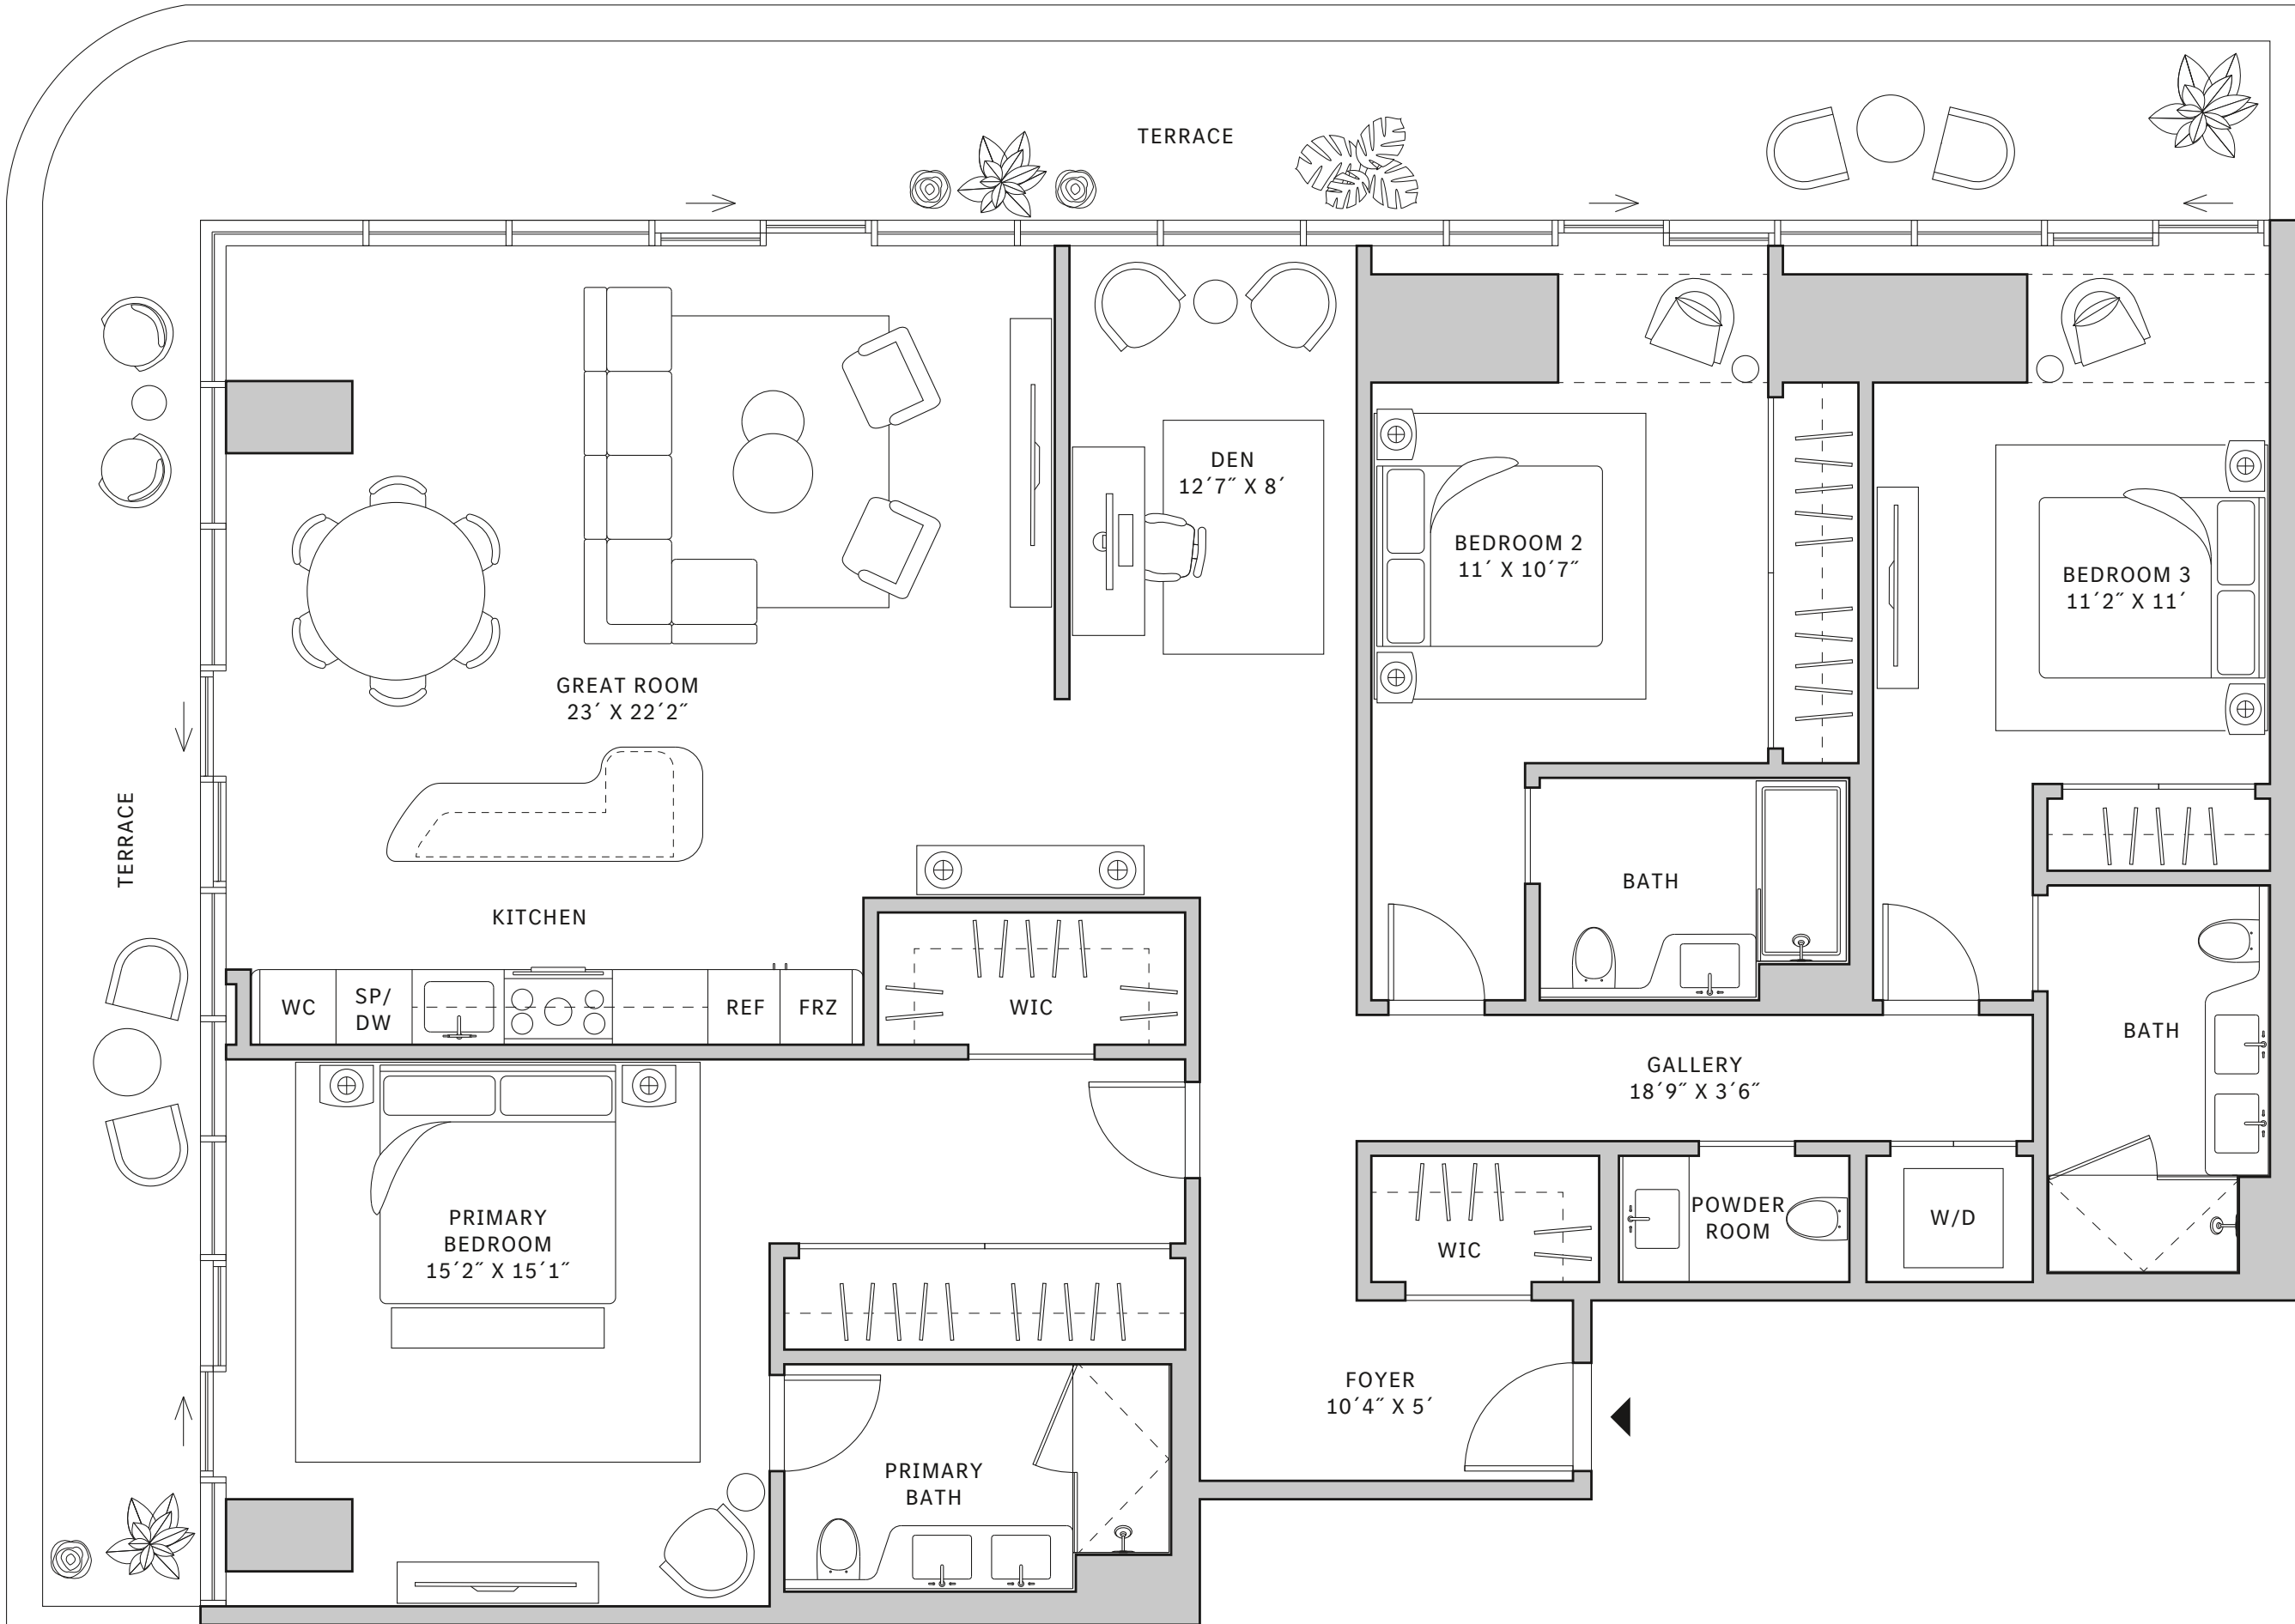 TERRACE
DEN
12´7˝ X 8´
BEDROOM 2
11´ X 10´7˝
BEDROOM 3
11´2˝ X 11´
GREAT ROOM
23´ X 22´2˝
TERRACE
KITCHEN
BATH
WC
SP/
DW
REF
FRZ
WIC
BATH
GALLERY
18´9˝ X 3´6˝
PRIMARY
BEDROOM
15´2˝ X 15´1˝
WIC
POWDER
ROOM
W/D
FOYER
10´4˝ X 5´
PRIMARY
BATH